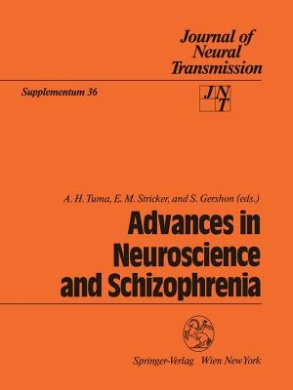 Journal of
Neural
Transmission
Supplementum 36
JNT
A. H. Tuma, E. M. Stricker, and S. Gershon (eds.)
Advances in
Neuroscience
and Schizophrenia
Springer-Verlag Wien New York